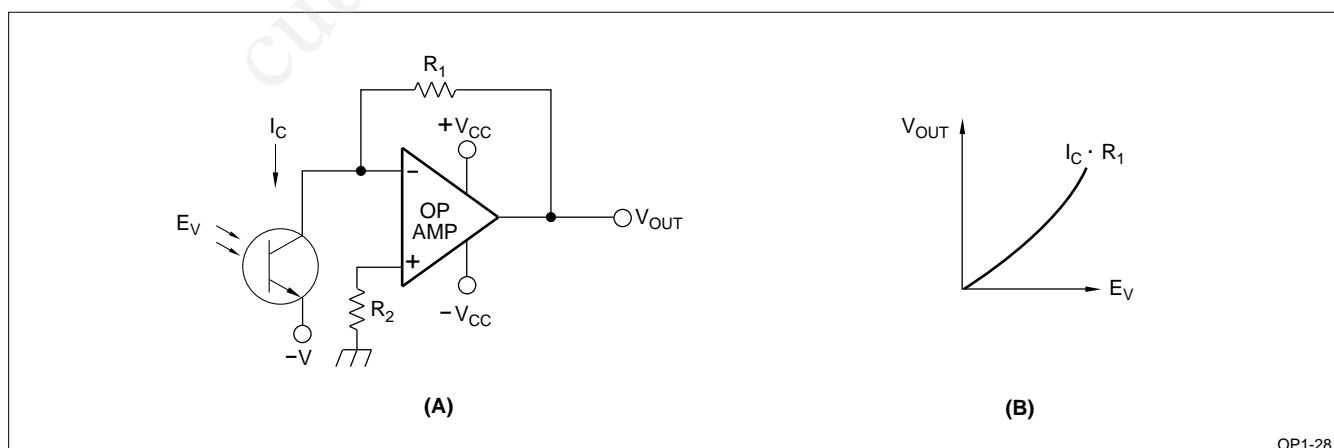 R1
IC
+VCC
−
OP
AMP
VOUT
EV
+
R2
−VCC
−V
(A)
VOUT
IC · R1
EV
(B)
OP1-28